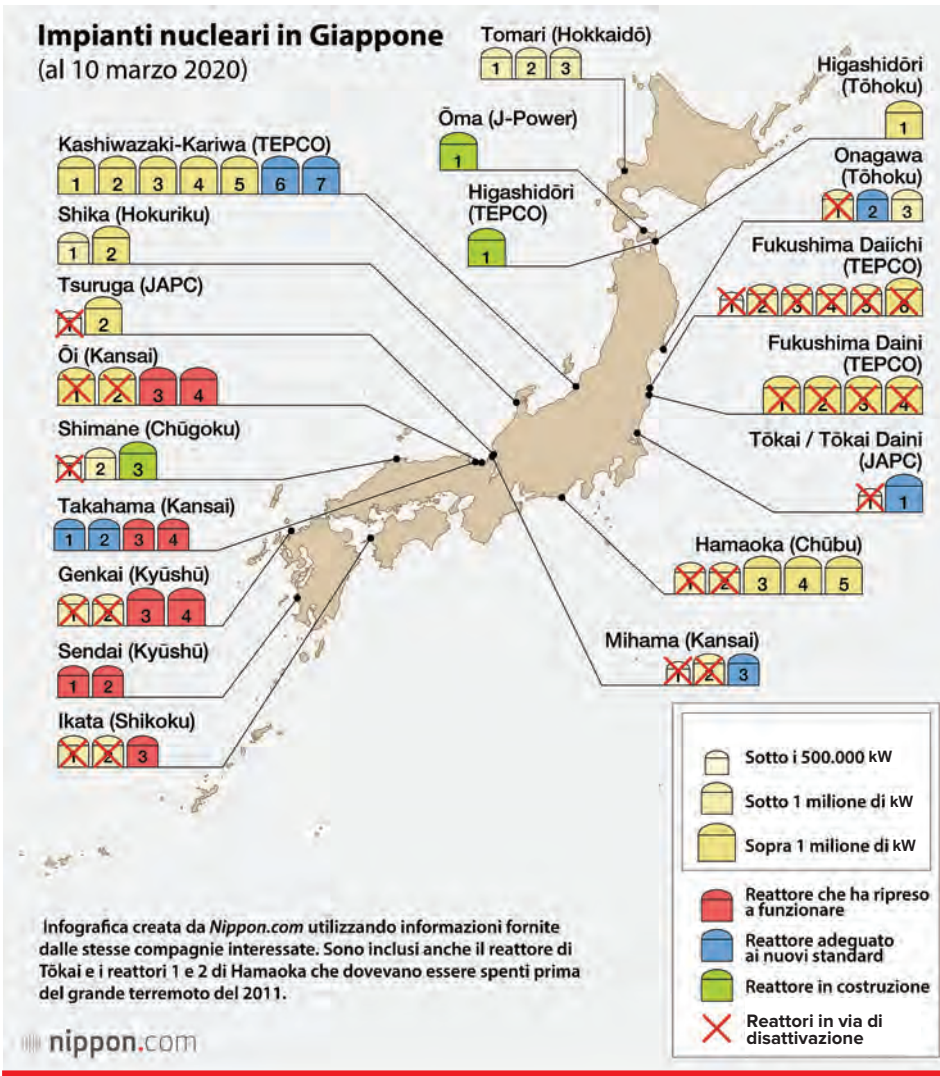 Impianti nucleari in Giappone
(al 10 marzo 2020)
Tomari (Hokkaidō)
1 2 3
Higashidōri
(Tōhoku)
1
Ōma (J-Power)
1
Kashiwazaki-Kariwa (TEPCO)
1 2 3 4 5 6 7
Onagawa
(Tōhoku)
1 2 3
Higashidōri
(TEPCO)
1
Shika (Hokuriku)
1 2
Fukushima Daiichi
(TEPCO)
1 2 3 4 5 6
Tsuruga (JAPC)
1 2
Fukushima Daini
(TEPCO)
1 2 3 4
Ōi (Kansai)
1 2 3 4
Shimane (Chūgoku)
1 2 3
Tōkai / Tōkai Daini
(JAPC)
1 1
Takahama (Kansai)
1 2 3 4
Hamaoka (Chūbu)
1 2 3 4 5
Genkai (Kyūshū)
1 2 3 4
Mihama (Kansai)
1 2 3
Sendai (Kyūshū)
1 2
Ikata (Shikoku)
1 2 3
Sotto i 500.000 kW
Sotto 1 milione di kW
Sopra 1 milione di kW
Reattore che ha ripreso
a funzionare
Reattore adeguato
ai nuovi standard
Reattore in costruzione
Reattori in via di
disattivazione
Infografica creata da Nippon.com utilizzando informazioni fornite
dalle stesse compagnie interessate. Sono inclusi anche il reattore di
Tōkai e i reattori 1 e 2 di Hamaoka che dovevano essere spenti prima
del grande terremoto del 2011.
nippon.com